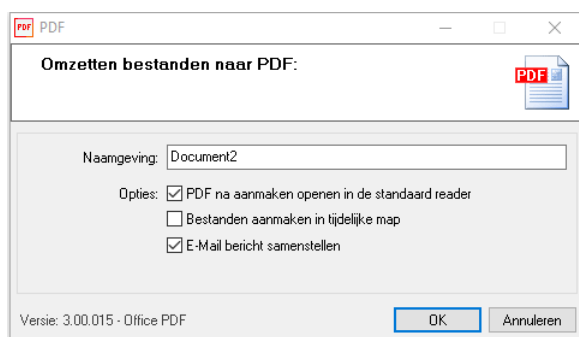 PDF PDF
Omzetten bestanden naar PDF:
PDF
Naamgeving: Document2
Opties: PDF na aanmaken openen in de standaard reader
Bestanden aanmaken in tijdelijke map
E-Mail bericht samenstellen
Versie: 3.00.015 - Office PDF
OK Annuleren